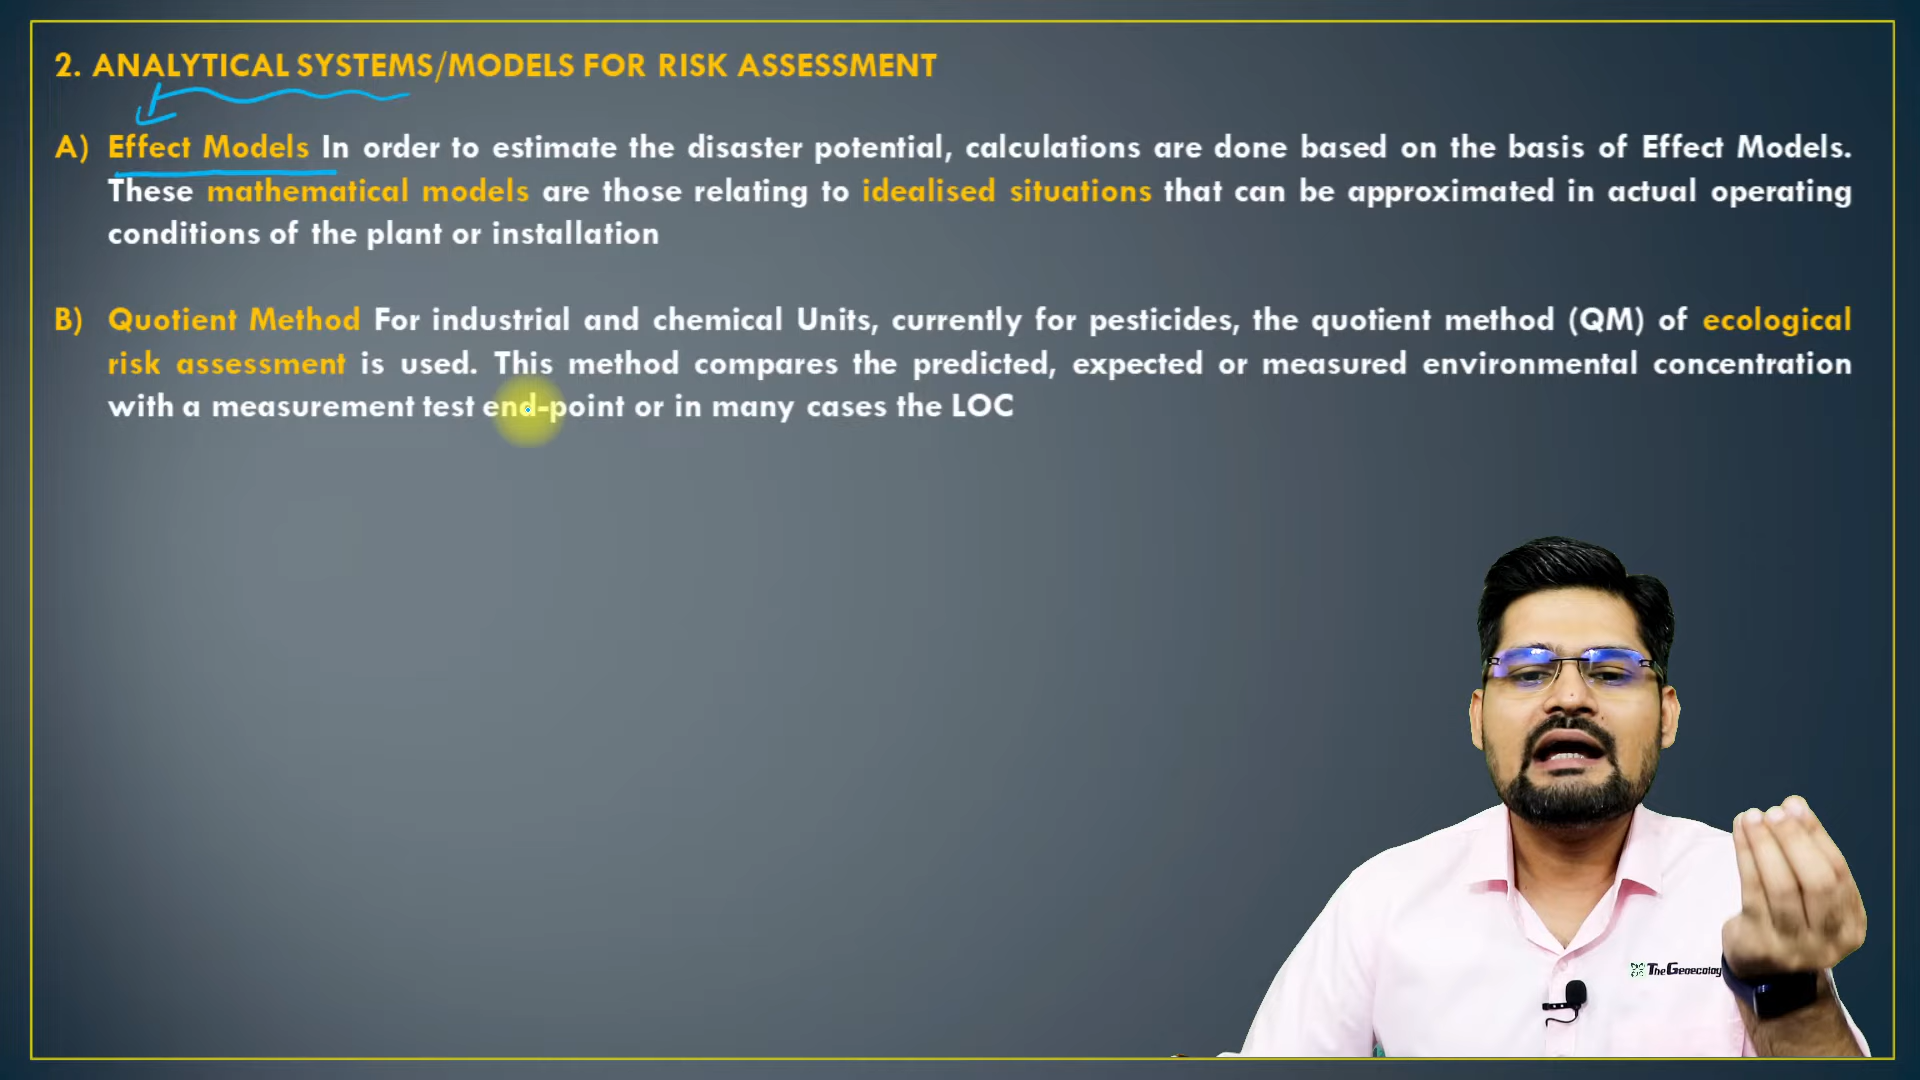 2. ANALYTICAL SYSTEMS/MODELS FOR RISK ASSESSMENT
A) Effect Models In order to estimate the disaster potential, calculations are done based on the basis of Effect Models.
These mathematical models are those relating to idealised situations that can be approximated in actual operating
conditions of the plant or installation
B) Quotient Method For industrial and chemical Units, currently for pesticides, the quotient method (QM) of ecological
risk assessment is used. This method compares the predicted, expected or measured environmental concentration
with a measurement test end-point or in many cases the LOC
The Geoecology